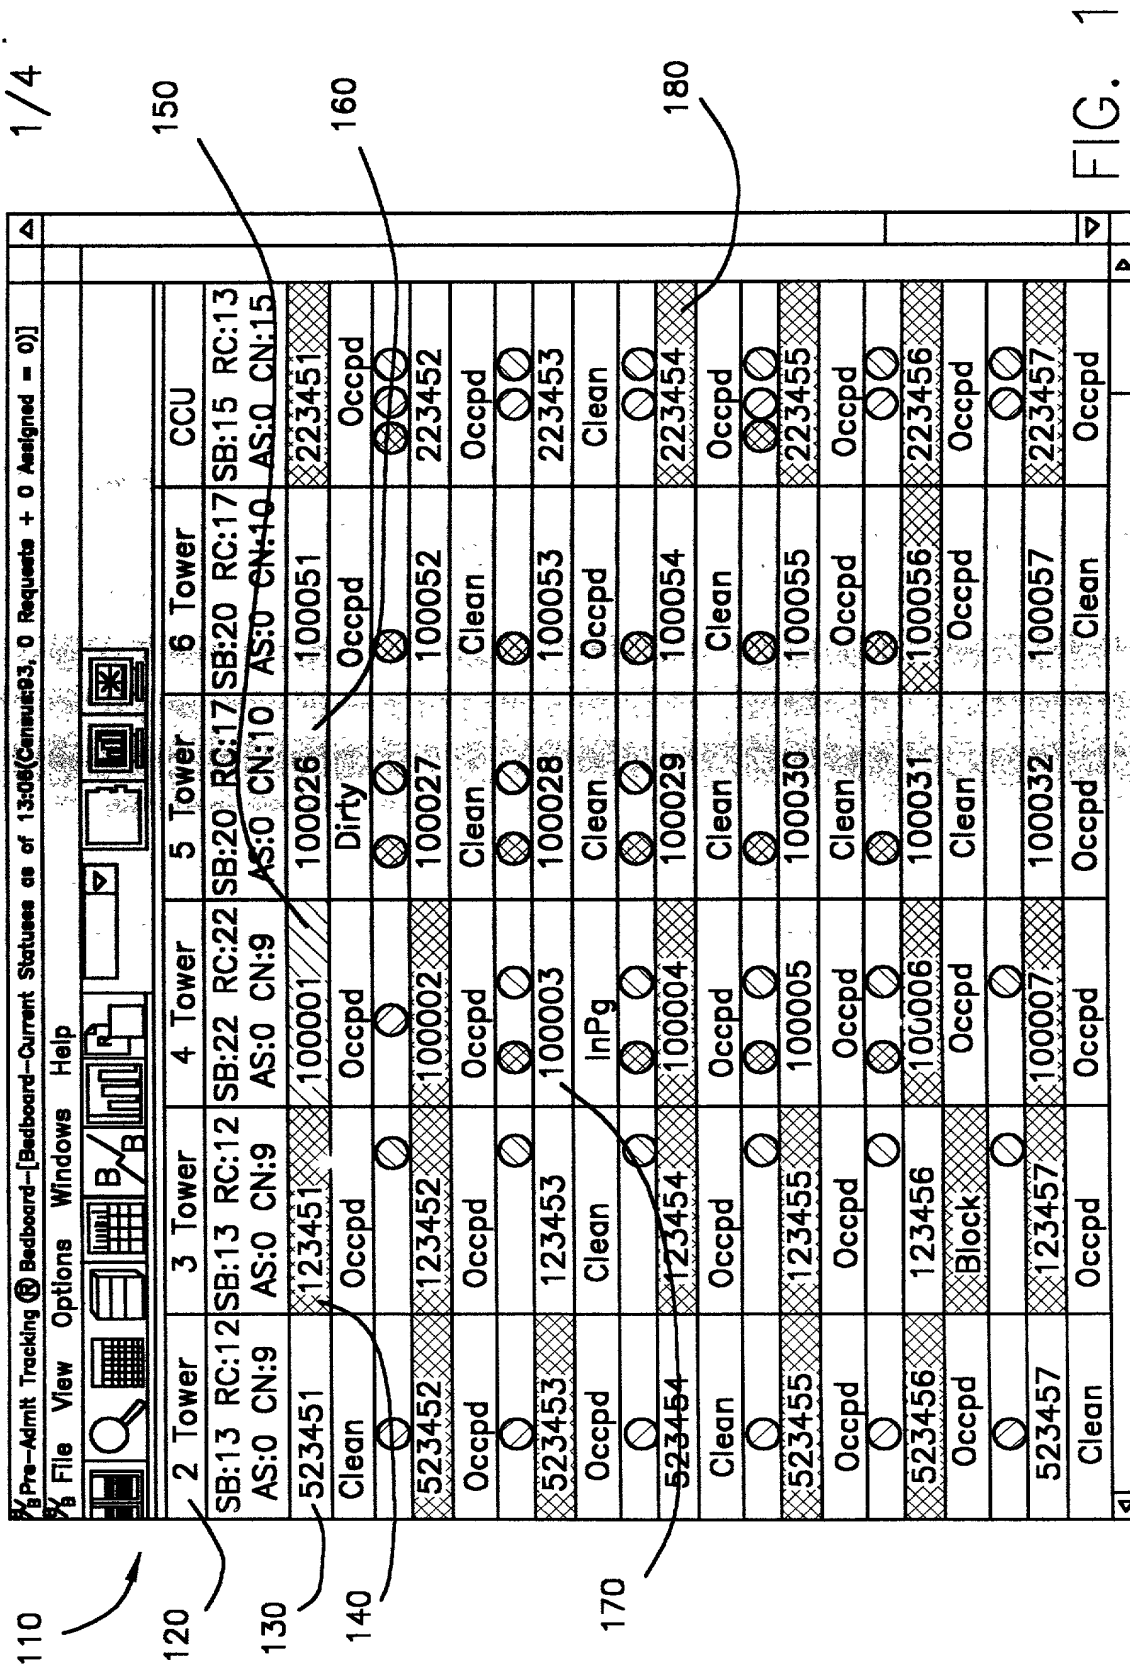 1/4
B/B Pre-Admit Tracking ® Bedboard-[Bedboard-Current Statuses as of 13:06(Census:93, 0 Requests + 0 Assigned = 0)]
B/B File View Options Windows Help
B/B R
2 Tower 3 Tower 4 Tower 5 Tower 6 Tower CCU
SB:13 RC:12 SB:13 RC:12 SB:22 RC:22 SB:20 RC:17 SB:20 RC:17 SB:15 RC:13
AS:0 CN:9 AS:0 CN:9 AS:0 CN:9 AS:0 CN:10 AS:0 CN:10 AS:0 CN:15
523451 123451 100001 100026 100051 223451
Clean Occpd Occpd Dirty Occpd Occpd
523452 123452 100002 100027 100052 223452
Occpd Occpd Occpd Clean Clean Occpd
523453 123453 100003 100028 100053 223453
Occpd Clean InPg Clean Occpd Clean
523454 123454 100004 100029 100054 223454
Clean Occpd Occpd Clean Clean Occpd
523455 123455 100005 100030 100055 223455
Occpd Occpd Occpd Clean Occpd Occpd
523456 123456 100006 100031 100056 223456
Occpd Block Occpd Clean Occpd Occpd
523457 123457 100007 100032 100057 223457
Clean Occpd Occpd Occpd Clean Occpd
110
120
130
140
150
160
170
180
FIG. 1